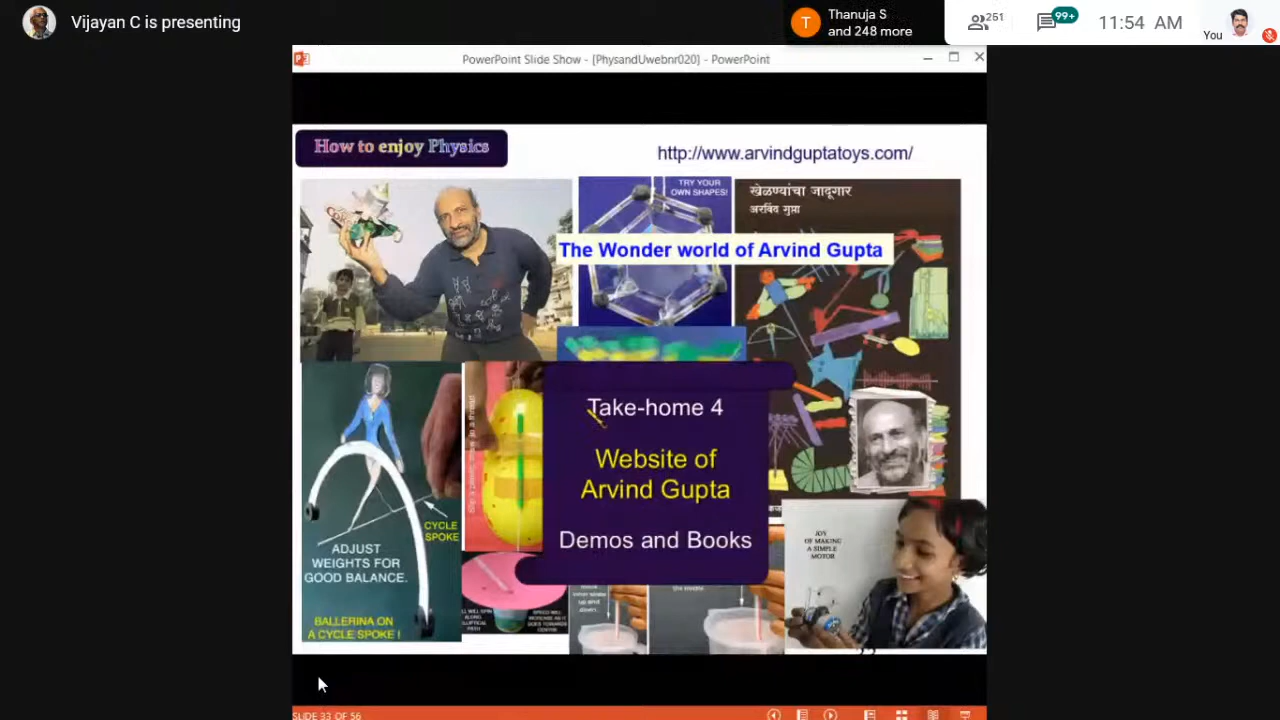 Vijayan C is presenting
T
Thanuja S
and 248 more
251
99+
11:54 AM
You
PowerPoint Slide Show - [PhysandUwebnr020] - PowerPoint
How to enjoy Physics
http://www.arvindguptatoys.com/
TRY YOUR
OWN SHAPES!
खेळण्यांचा जादूगार
अरविंद गुप्ता
The Wonder world of Arvind Gupta
Take-home 4
Website of
Arvind Gupta
Demos and Books
CYCLE
SPOKE
ADJUST
WEIGHTS FOR
GOOD BALANCE.
BALLERINA ON
A CYCLE SPOKE !
JOY
OF MAKING
A SIMPLE
MOTOR
SLIDE 33 OF 56